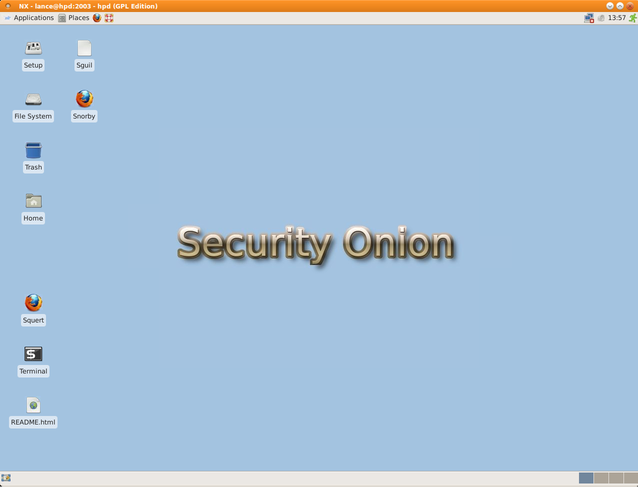 NX - lance@hpd:2003 - hpd (GPL Edition)
Applications Places 13:57
Setup Sguil
File System Snorby
Trash
Home
Security Onion
Squert
Terminal
README.html